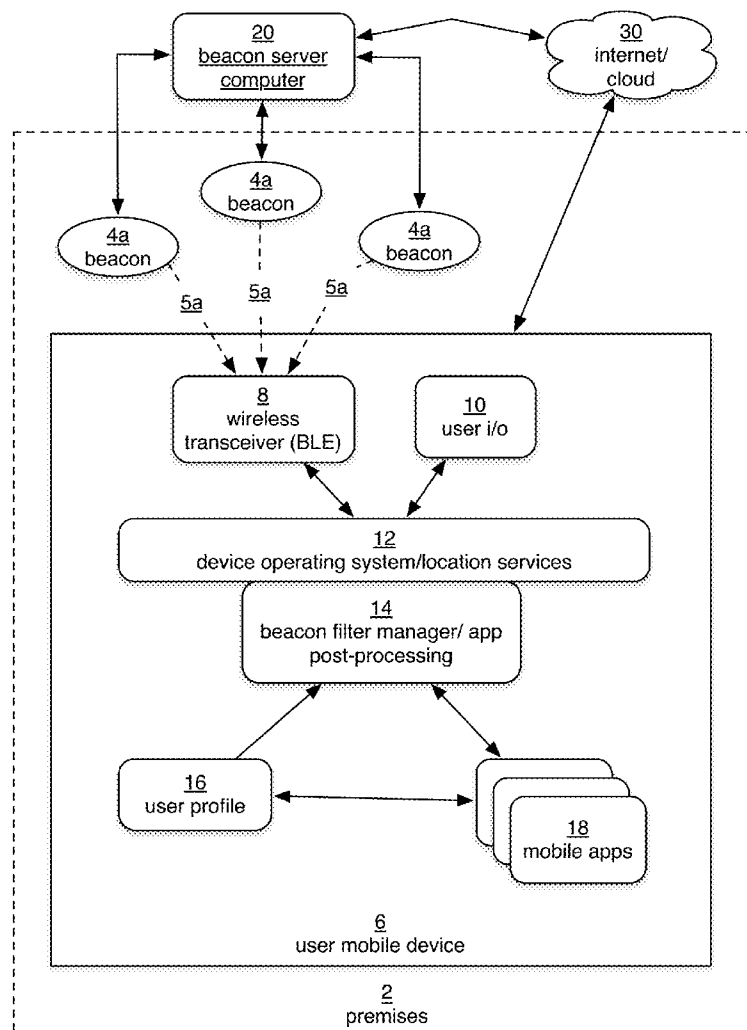 20
beacon server
computer
30
internet/
cloud
4a
beacon
4a
beacon
4a
beacon
5a
5a
5a
8
wireless
transceiver (BLE)
10
user i/o
12
device operating system/location services
14
beacon filter manager/ app
post-processing
16
user profile
18
mobile apps
6
user mobile device
2
premises